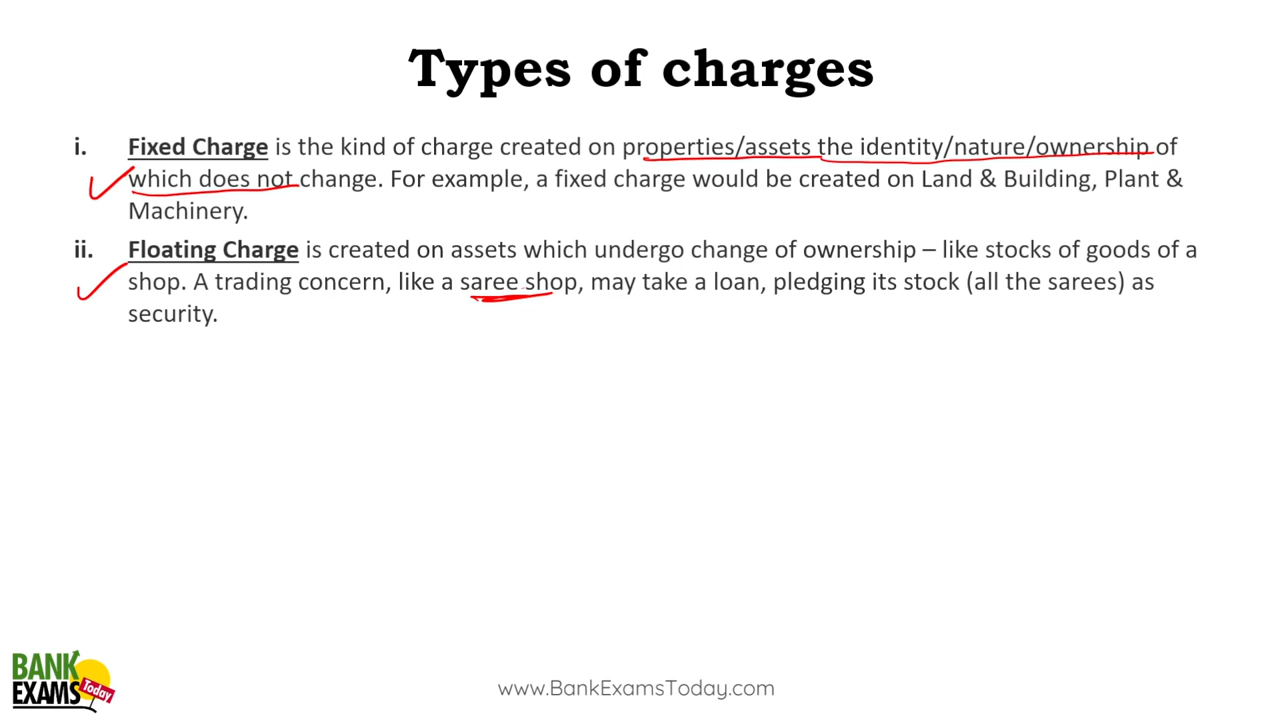 Types of charges
i. Fixed Charge is the kind of charge created on properties/assets the identity/nature/ownership of
which does not change. For example, a fixed charge would be created on Land & Building, Plant &
Machinery.
ii. Floating Charge is created on assets which undergo change of ownership – like stocks of goods of a
shop. A trading concern, like a saree shop, may take a loan, pledging its stock (all the sarees) as
security.
BANK
EXAMS Today
www.BankExamsToday.com